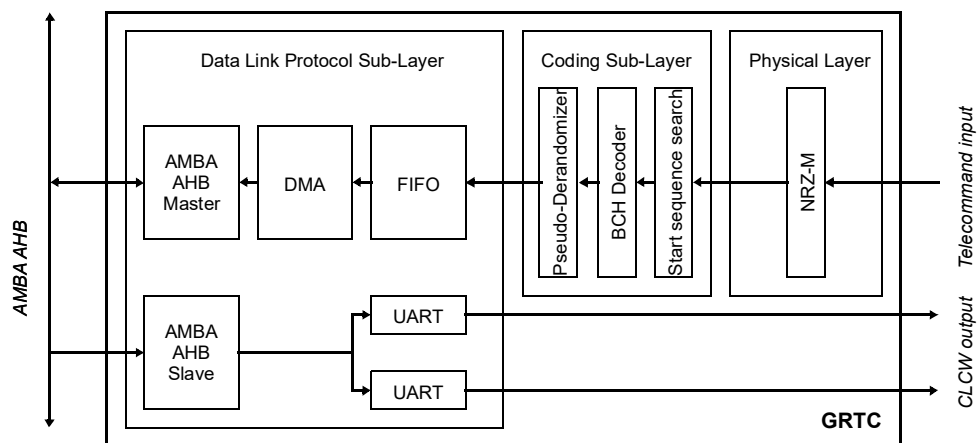 Data Link Protocol Sub-Layer
Coding Sub-Layer
Physical Layer
AMBA
AHB
Master
DMA
FIFO
Pseudo-Derandomizer
BCH Decoder
Start sequence search
NRZ-M
Telecommand input
AMBA AHB
AMBA
AHB
Slave
UART
UART
CLCW output
GRTC